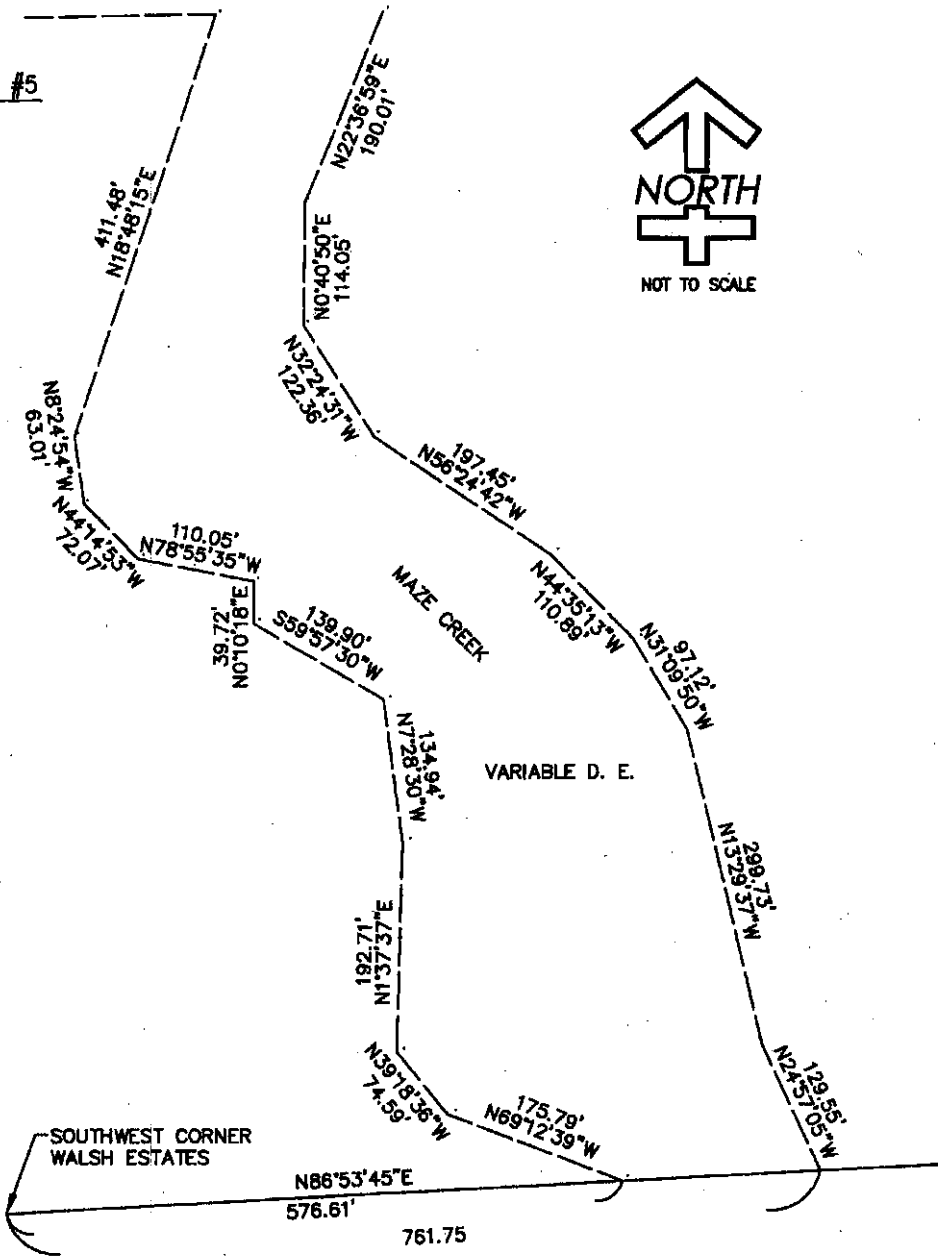 #5
411.48'
N18°48'15"E
N22°36'59"E
190.01'
NORTH
NOT TO SCALE
N0°40'50"E
114.05'
N32°24'31"W
122.36'
N8°24'54"W
63.01'
197.45'
N56°24'42"W
N44°14'53"W
72.07'
110.05'
N78°55'35"W
MAZE CREEK
N44°35'13"W
110.89'
97.12'
N31°09'50"W
39.72'
N0°10'18"E
139.90'
S59°57'30"W
134.94'
N7°28'30"W
VARIABLE D. E.
299.73'
N13°29'37"W
192.71'
N1°37'37"E
N39°18'36"W
74.59'
175.79'
N69°12'39"W
129.55'
N24°57'05"W
SOUTHWEST CORNER
WALSH ESTATES
N86°53'45"E
576.61'
761.75